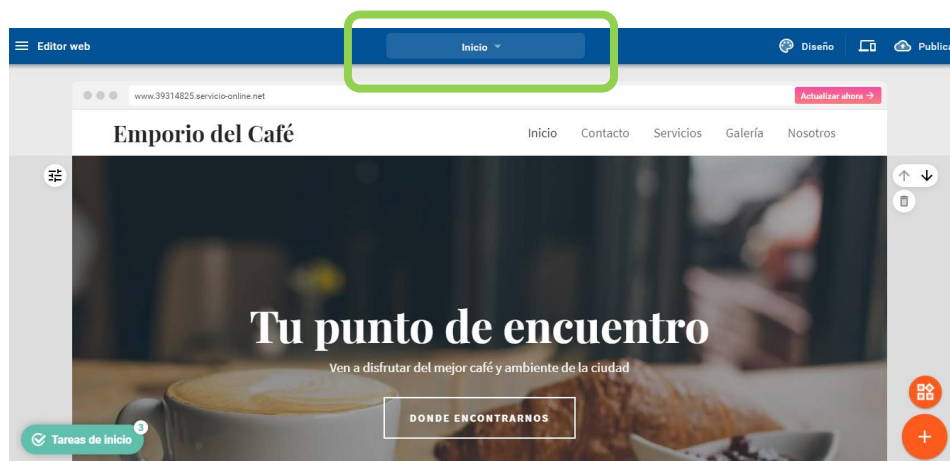 Editor web
Inicio
Diseño
Publica
www.39314825.servicio-online.net
Actualizar ahora →
Emporio del Café
Inicio Contacto Servicios Galería Nosotros
Tu punto de encuentro
Ven a disfrutar del mejor café y ambiente de la ciudad
DONDE ENCONTRARNOS
Tareas de inicio
3